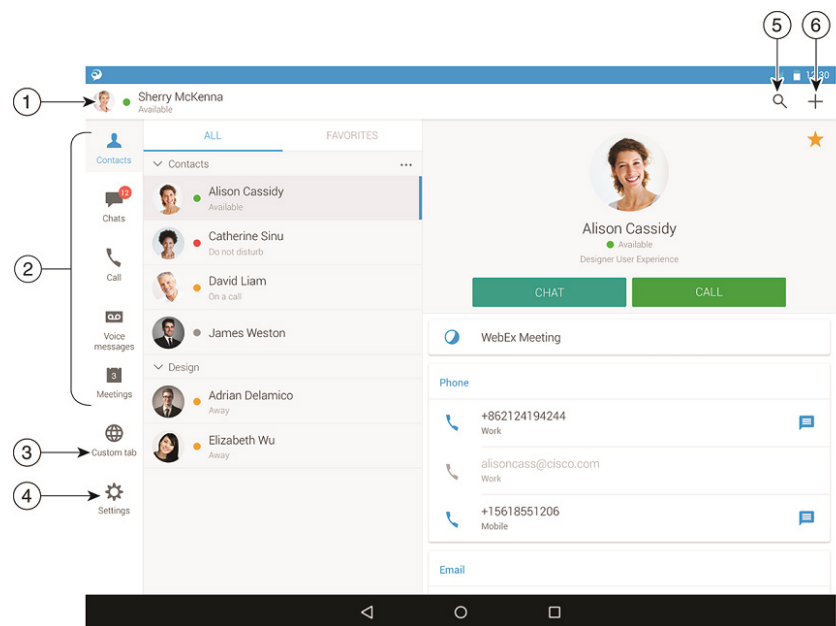 5
6
12:30
1
Sherry McKenna
Available
2
Contacts
12
Chats
Call
Voice
messages
3
Meetings
3
Custom tab
4
Settings
ALL
FAVORITES
Contacts
Alison Cassidy
Available
Catherine Sinu
Do not disturb
David Liam
On a call
James Weston
Design
Adrian Delamico
Away
Elizabeth Wu
Away
Alison Cassidy
Available
Designer User Experience
CHAT
CALL
WebEx Meeting
Phone
+862124194244
Work
alisoncass@cisco.com
Work
+15618551206
Mobile
Email